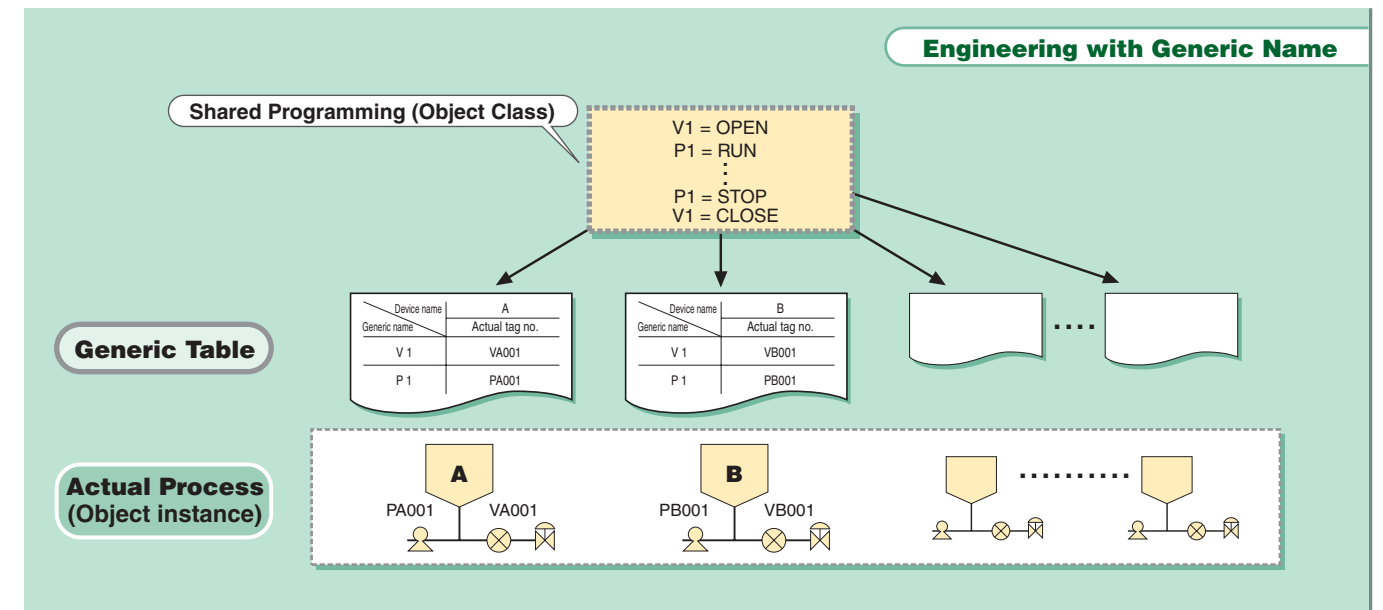 Engineering with Generic Name
Shared Programming (Object Class)
V1 = OPEN
P1 = RUN
⋮
P1 = STOP
V1 = CLOSE
Generic Table
Device name A
Generic name Actual tag no.
V 1 VA001
P 1 PA001
Device name B
Generic name Actual tag no.
V 1 VB001
P 1 PB001
....
Actual Process
(Object instance)
A
PA001 VA001
B
PB001 VB001
..........